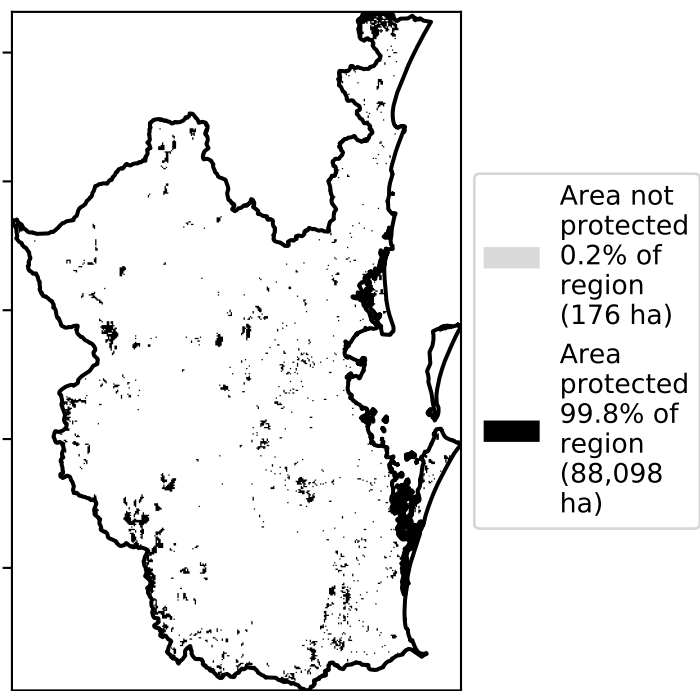 Area not
protected
0.2% of
region
(176 ha)
Area
protected
99.8% of
region
(88,098
ha)